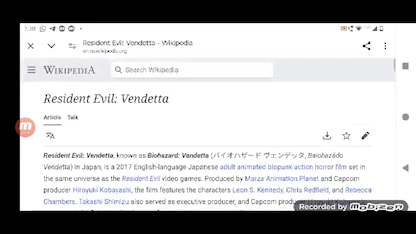 7:33
Resident Evil: Vendetta - Wikipedia
en.m.wikipedia.org
WIKIPEDIA
Search Wikipedia
Resident Evil: Vendetta
Article Talk
Resident Evil: Vendetta, known as Biohazard: Vendetta (バイオハザード ヴェンデッタ, Baiohazādo
Vendetta) in Japan, is a 2017 English-language Japanese adult animated biopunk action horror film set in
the same universe as the Resident Evil video games. Produced by Marza Animation Planet and Capcom
producer Hiroyuki Kobayashi, the film features the characters Leon S. Kennedy, Chris Redfield, and Rebecca
Chambers. Takashi Shimizu also served as executive producer, and Capcom
Recorded by Mobizen